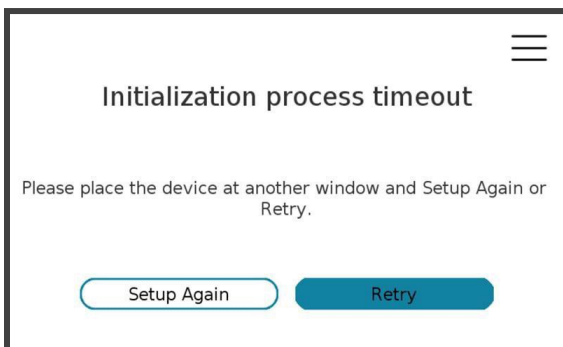 Initialization process timeout
Please place the device at another window and Setup Again or
Retry.
Setup Again
Retry